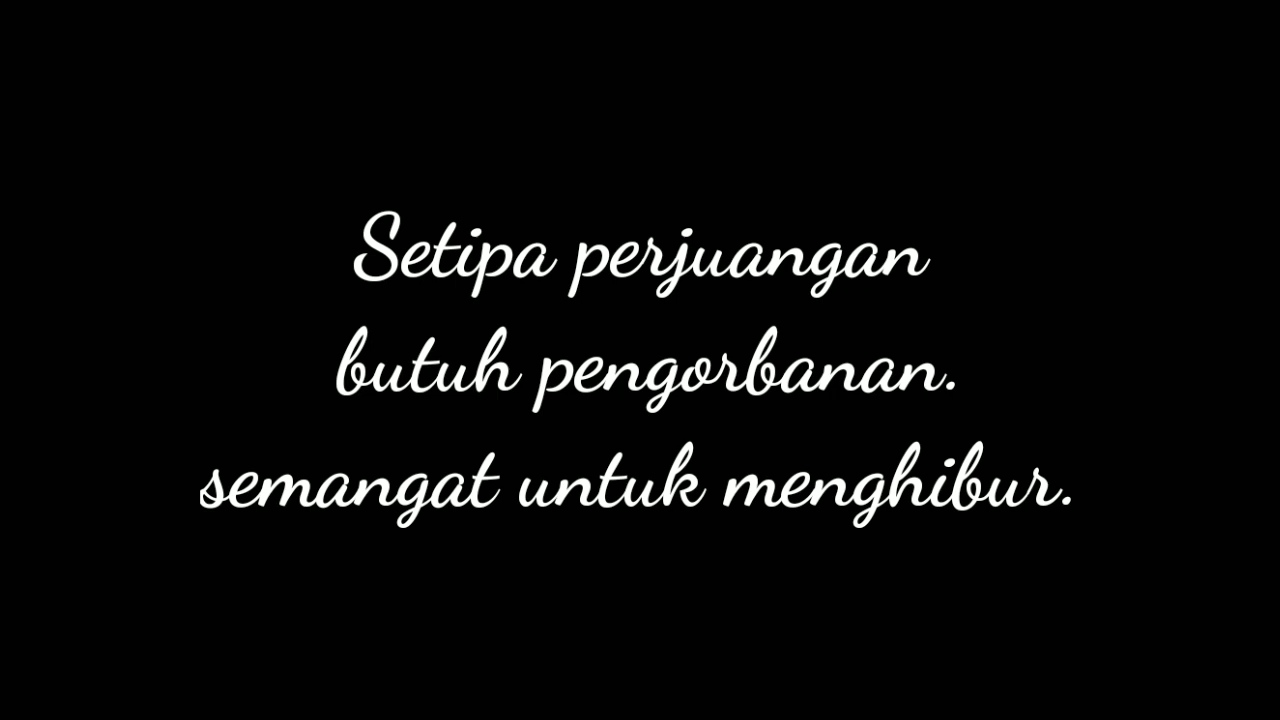 Setipa perjuangan
butuh pengorbanan.
semangat untuk menghibur.